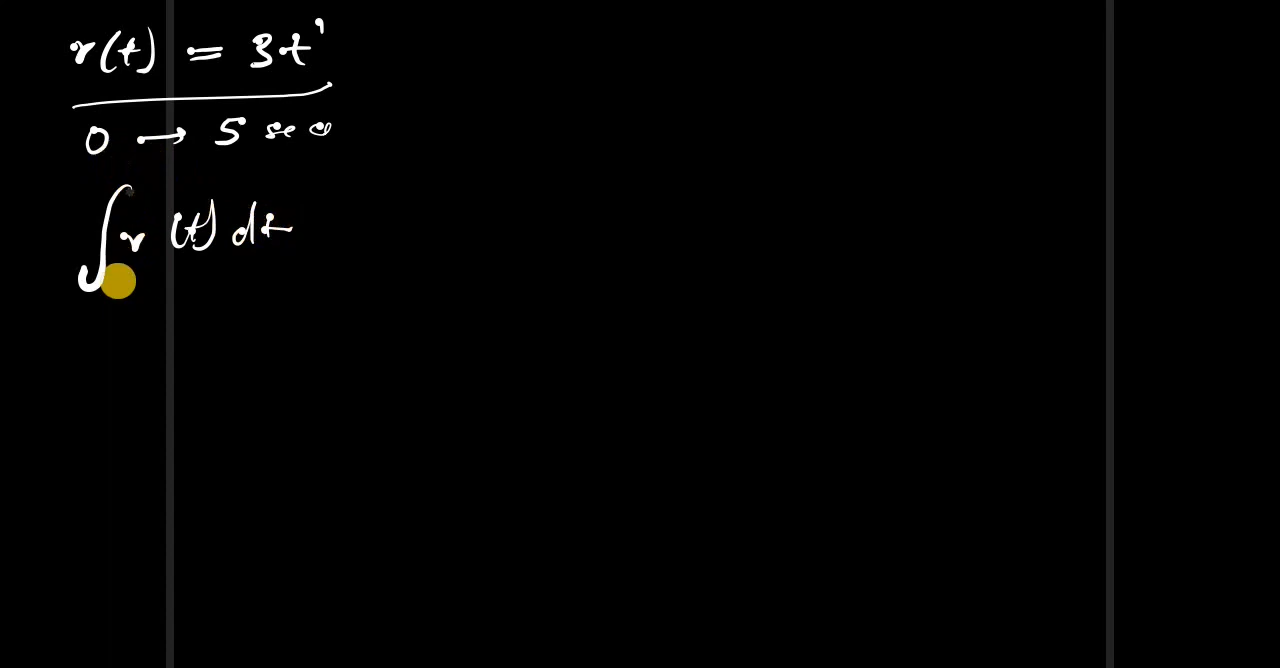 r(t) = 3t'
0 → 5 sec
∫ r (t) dt